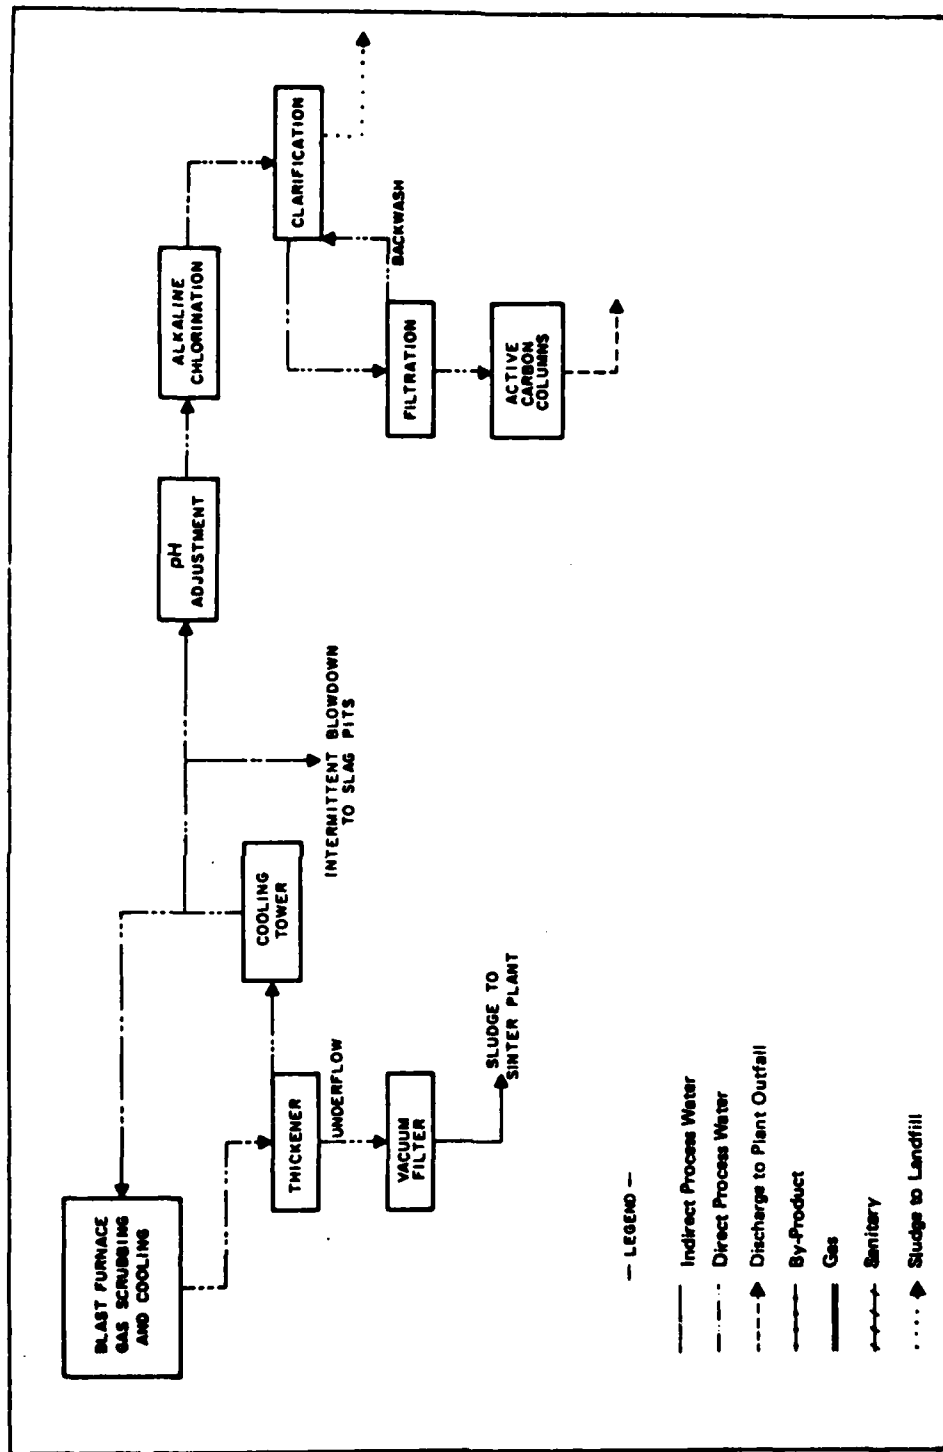 BLAST FURNACE
GAS SCRUBBING
AND COOLING
THICKENER
UNDERFLOW
VACUUM
FILTER
SLUDGE TO
SINTER PLANT
COOLING
TOWER
INTERMITTENT BLOWDOWN
TO SLAG PITS
pH
ADJUSTMENT
ALKALINE
CHLORINATION
CLARIFICATION
BACKWASH
FILTRATION
ACTIVE
CARBON
COLUMNS
— LEGEND —
Indirect Process Water
Direct Process Water
Discharge to Plant Outfall
By-Product
Gas
Sanitary
Sludge to Landfill